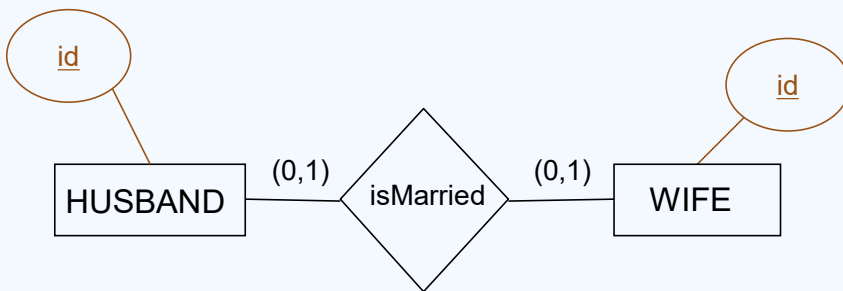 id
id
(0,1)
(0,1)
HUSBAND
isMarried
WIFE